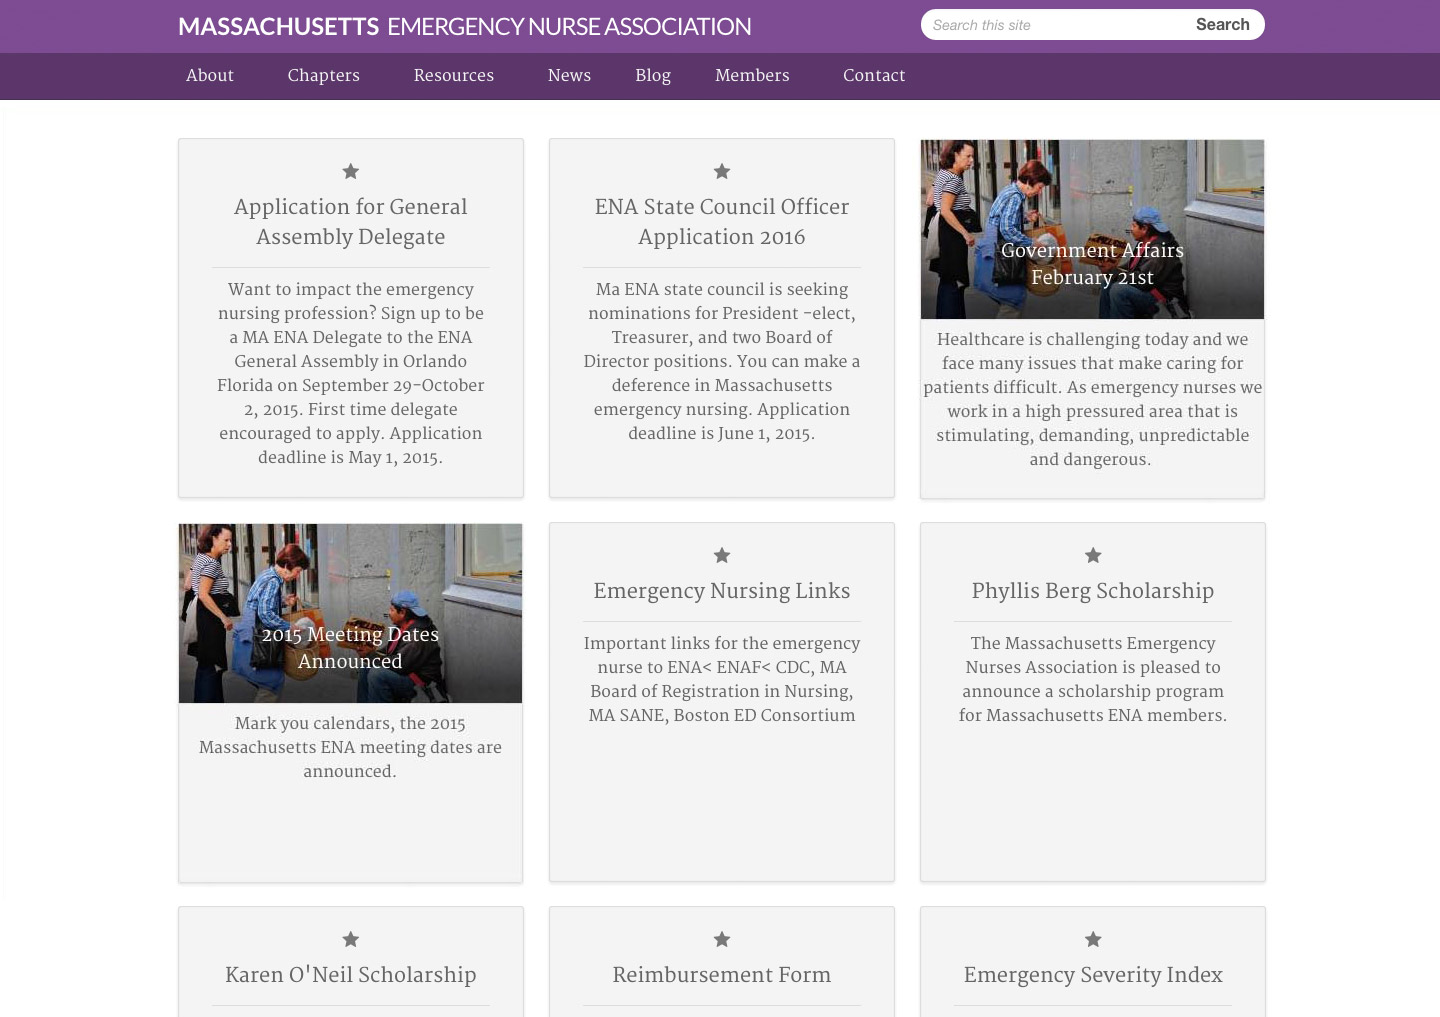 MASSACHUSETTS EMERGENCY NURSE ASSOCIATION
Search this site
Search
About
Chapters
Resources
News
Blog
Members
Contact
Application for General
Assembly Delegate
Want to impact the emergency
nursing profession? Sign up to be
a MA ENA Delegate to the ENA
General Assembly in Orlando
Florida on September 29-October
2, 2015. First time delegate
encouraged to apply. Application
deadline is May 1, 2015.
ENA State Council Officer
Application 2016
Ma ENA state council is seeking
nominations for President -elect,
Treasurer, and two Board of
Director positions. You can make a
deference in Massachusetts
emergency nursing. Application
deadline is June 1, 2015.
Government Affairs
February 21st
Healthcare is challenging today and we
face many issues that make caring for
patients difficult. As emergency nurses we
work in a high pressured area that is
stimulating, demanding, unpredictable
and dangerous.
2015 Meeting Dates
Announced
Mark you calendars, the 2015
Massachusetts ENA meeting dates are
announced.
Emergency Nursing Links
Important links for the emergency
nurse to ENA< ENAF< CDC, MA
Board of Registration in Nursing,
MA SANE, Boston ED Consortium
Phyllis Berg Scholarship
The Massachusetts Emergency
Nurses Association is pleased to
announce a scholarship program
for Massachusetts ENA members.
Karen O'Neil Scholarship
Reimbursement Form
Emergency Severity Index